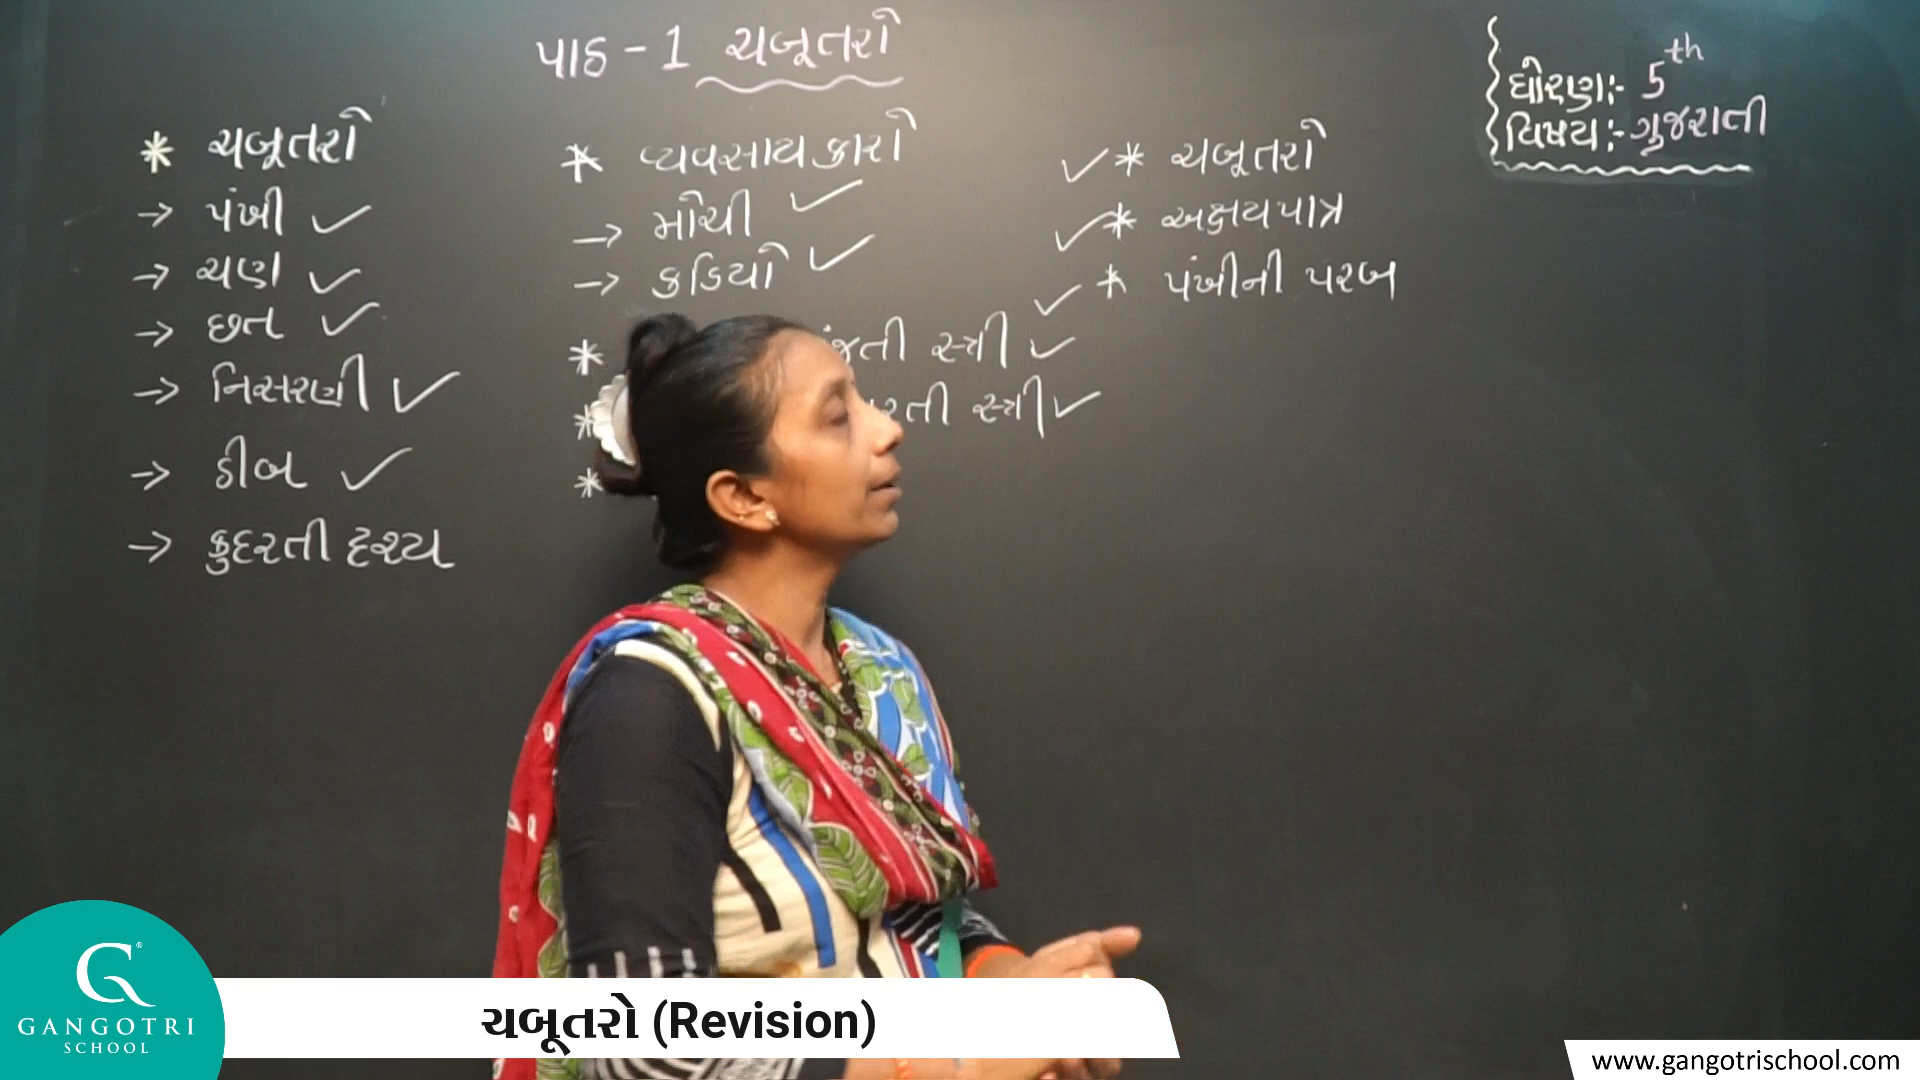 પાઠ - 1 ચબૂતરો
ધોરણ:- 5th
વિષય:- ગુજરાતી
* ચબૂતરો
→ પંખી ✓
→ ચણ ✓
→ છત ✓
→ નિસરણી ✓
→ ઠીબ ✓
→ કુદરતી દૃશ્ય
* વ્યવસાયકારો
→ મોચી ✓
→ કડિયો ✓
* સ્ત્રી ✓
* સ્ત્રી ✓
*
✓ * ચબૂતરો
✓ * અક્ષયપાત્ર
✓ * પંખીની પરબ
GANGOTRI
SCHOOL
ચબૂતરો (Revision)
www.gangotrischool.com